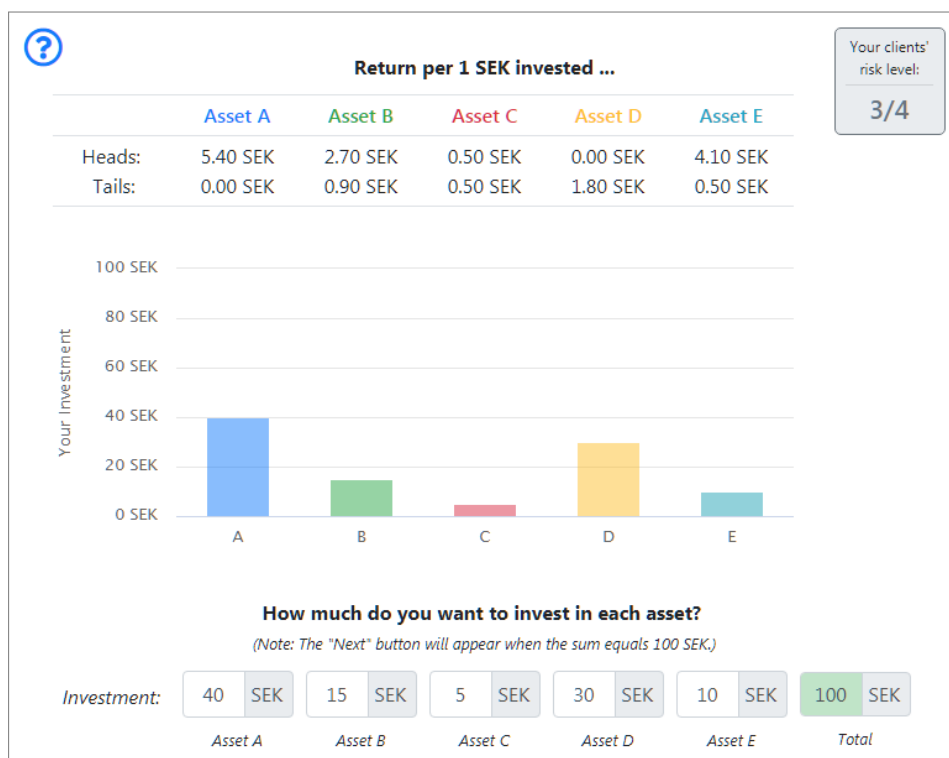 ?
Your clients'
risk level:
3/4
Return per 1 SEK invested ...
Asset A Asset B Asset C Asset D Asset E
Heads: 5.40 SEK 2.70 SEK 0.50 SEK 0.00 SEK 4.10 SEK
Tails: 0.00 SEK 0.90 SEK 0.50 SEK 1.80 SEK 0.50 SEK
Your Investment
100 SEK
80 SEK
60 SEK
40 SEK
20 SEK
0 SEK
A B C D E
How much do you want to invest in each asset?
(Note: The "Next" button will appear when the sum equals 100 SEK.)
Investment: 40 SEK 15 SEK 5 SEK 30 SEK 10 SEK 100 SEK
Asset A Asset B Asset C Asset D Asset E Total